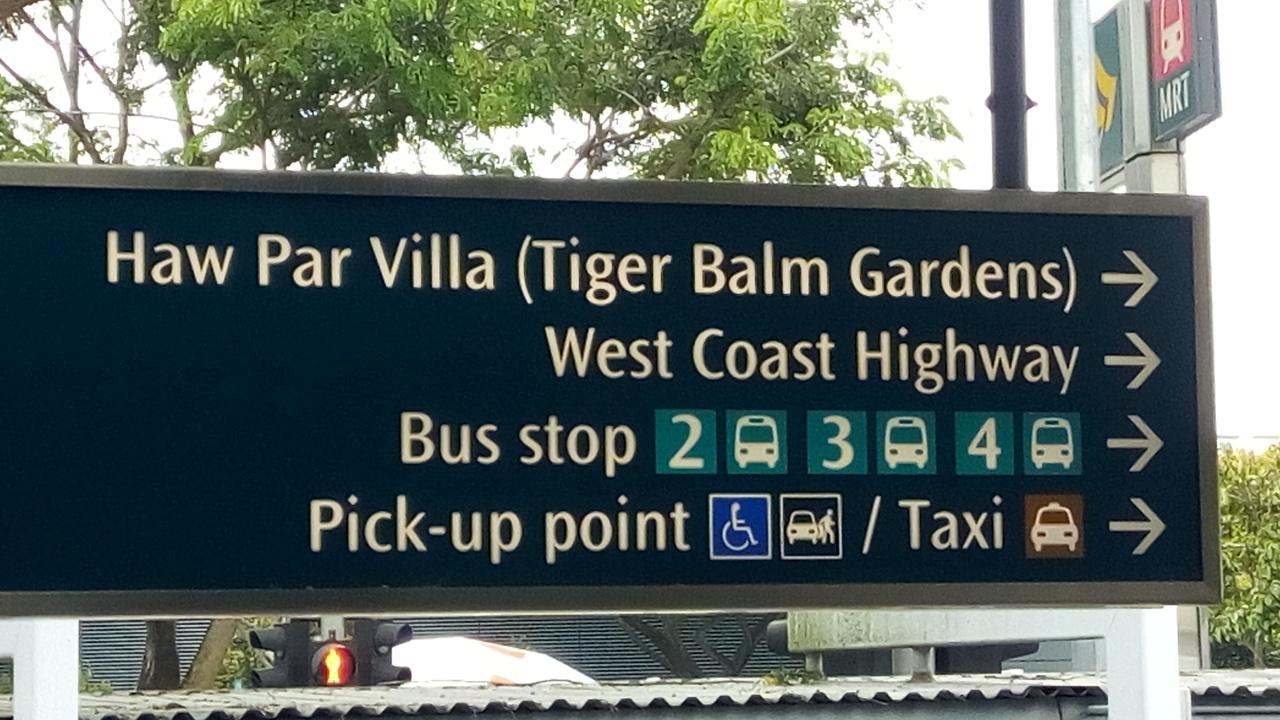 MRT
Haw Par Villa (Tiger Balm Gardens) →
West Coast Highway →
Bus stop 2 3 4 →
Pick-up point / Taxi →